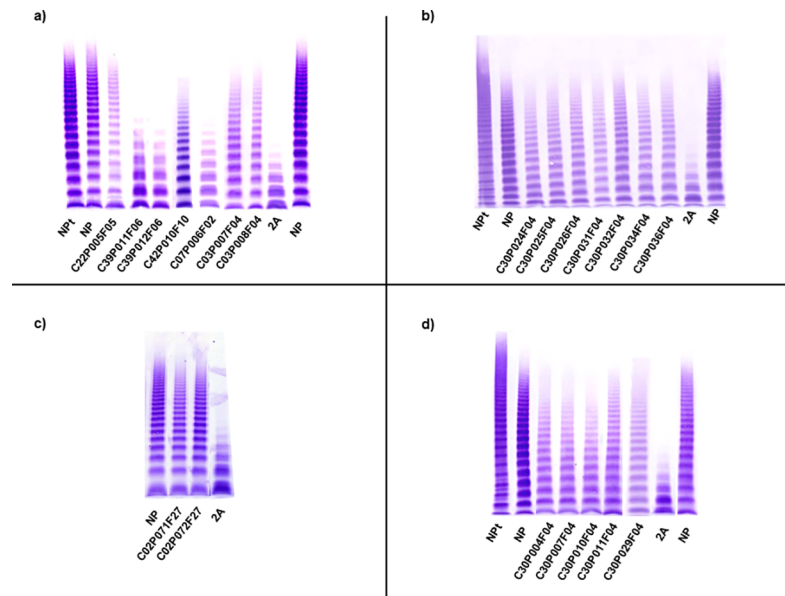 a)
NPt
NP
C22P005F05
C39P011F06
C39P012F06
C42P010F10
C07P006F02
C03P007F04
C03P008F04
2A
NP
b)
NPt
NP
C30P024F04
C30P025F04
C30P026F04
C30P031F04
C30P032F04
C30P034F04
C30P036F04
2A
NP
c)
NP
C02P071F27
C02P072F27
2A
d)
NPt
NP
C30P004F04
C30P007F04
C30P010F04
C30P011F04
C30P029F04
2A
NP